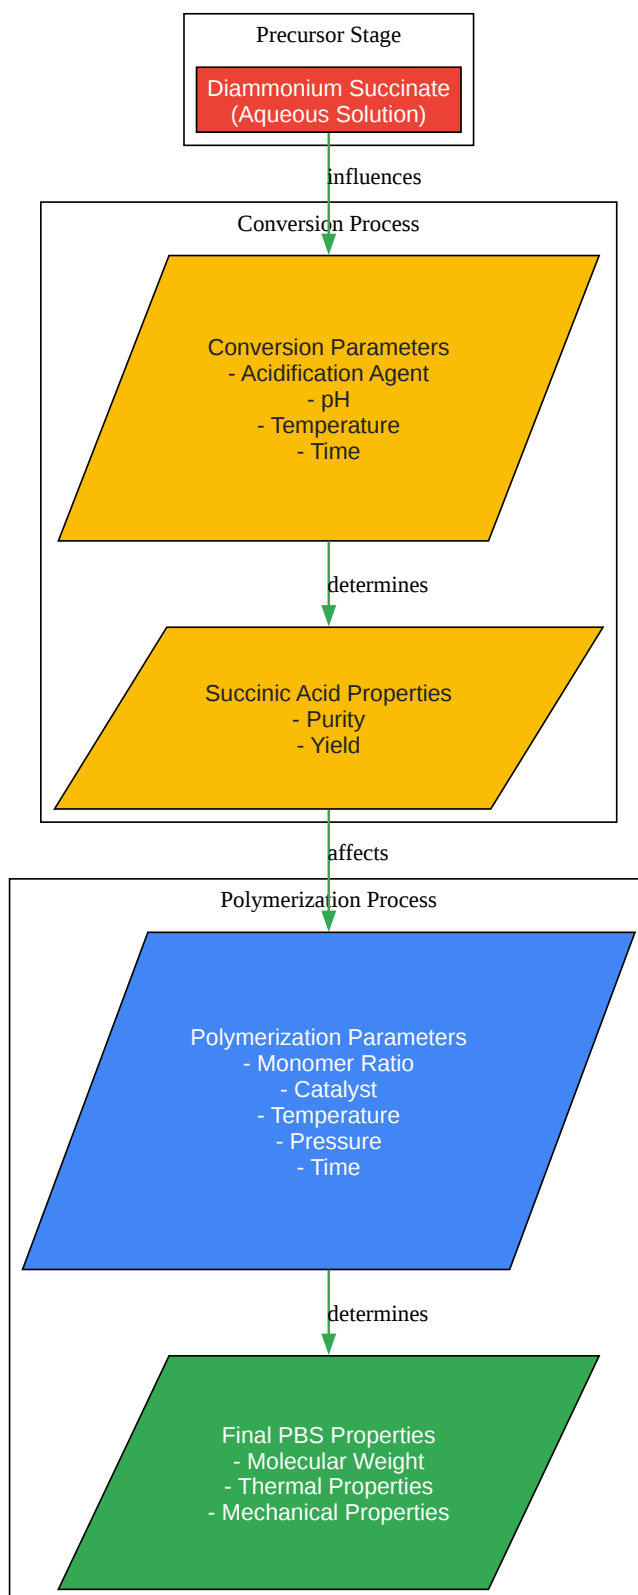 Precursor Stage
Diammonium Succinate
(Aqueous Solution)
influences
Conversion Process
Conversion Parameters
- Acidification Agent
- pH
- Temperature
- Time
determines
Succinic Acid Properties
- Purity
- Yield
affects
Polymerization Process
Polymerization Parameters
- Monomer Ratio
- Catalyst
- Temperature
- Pressure
- Time
determines
Final PBS Properties
- Molecular Weight
- Thermal Properties
- Mechanical Properties